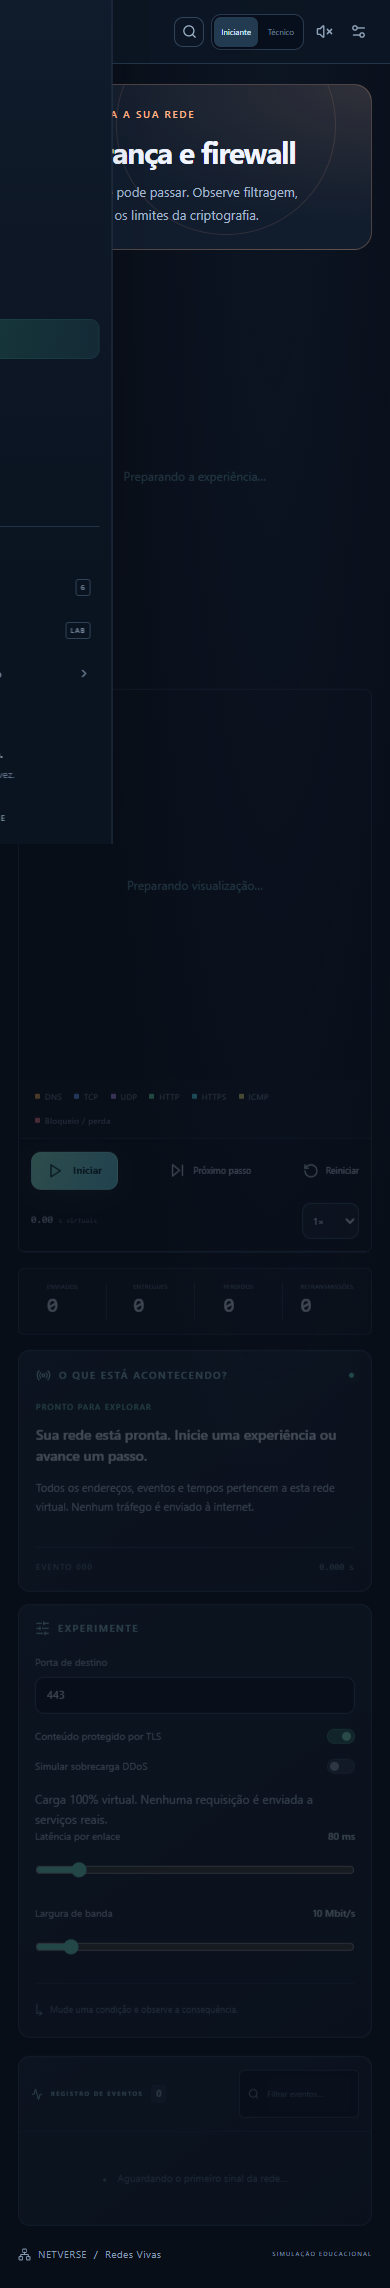 Iniciante Técnico
A A SUA REDE
ança e firewall
pode passar. Observe filtragem,
os limites da criptografia.
Preparando a experiência...
6
LAB
vez.
E
Preparando visualização...
DNS TCP UDP HTTP HTTPS ICMP
Bloqueio / perda
Iniciar Próximo passo Reiniciar
0.00 s virtuais 1×
ENVIADOS ENTREGUES PERDIDOS RETRANSMISSÕES
0 0 0 0
O QUE ESTÁ ACONTECENDO?
PRONTO PARA EXPLORAR
Sua rede está pronta. Inicie uma experiência ou
avance um passo.
Todos os endereços, eventos e tempos pertencem a esta rede
virtual. Nenhum tráfego é enviado à internet.
EVENTO 000 0.000 s
EXPERIMENTE
Porta de destino
443
Conteúdo protegido por TLS
Simular sobrecarga DDoS
Carga 100% virtual. Nenhuma requisição é enviada a
serviços reais.
Latência por enlace 80 ms
Largura de banda 10 Mbit/s
Mude uma condição e observe a consequência.
REGISTRO DE EVENTOS 0 Filtrar eventos...
Aguardando o primeiro sinal da rede...
NETVERSE / Redes Vivas SIMULAÇÃO EDUCACIONAL